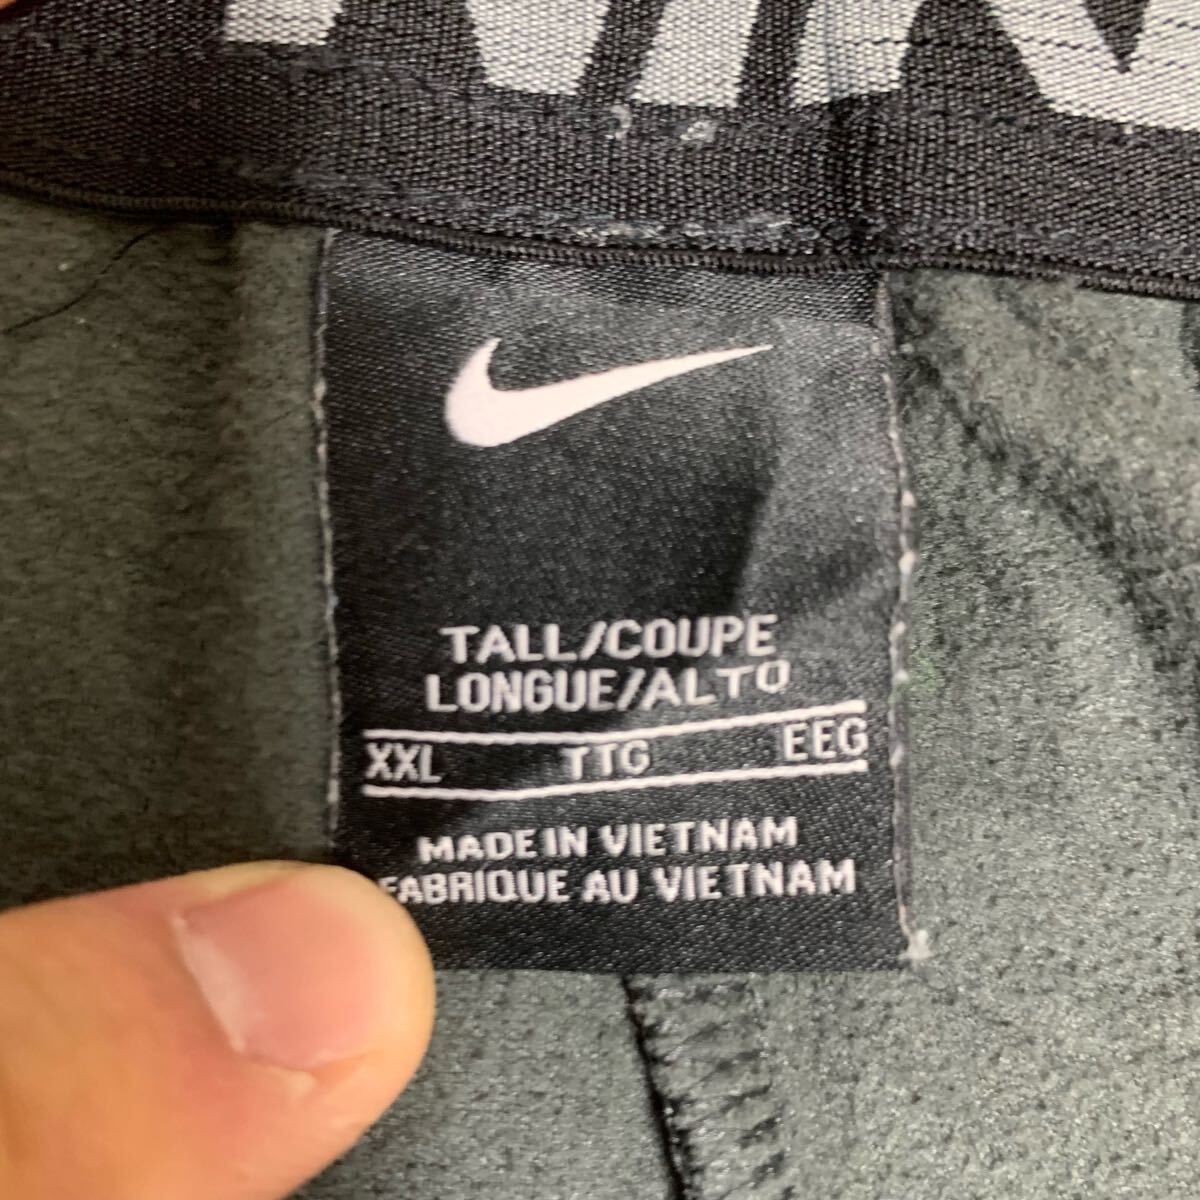 TALL/COUPE
LONGUE/ALTO
XXL TTG EEG
MADE IN VIETNAM
FABRIQUE AU VIETNAM